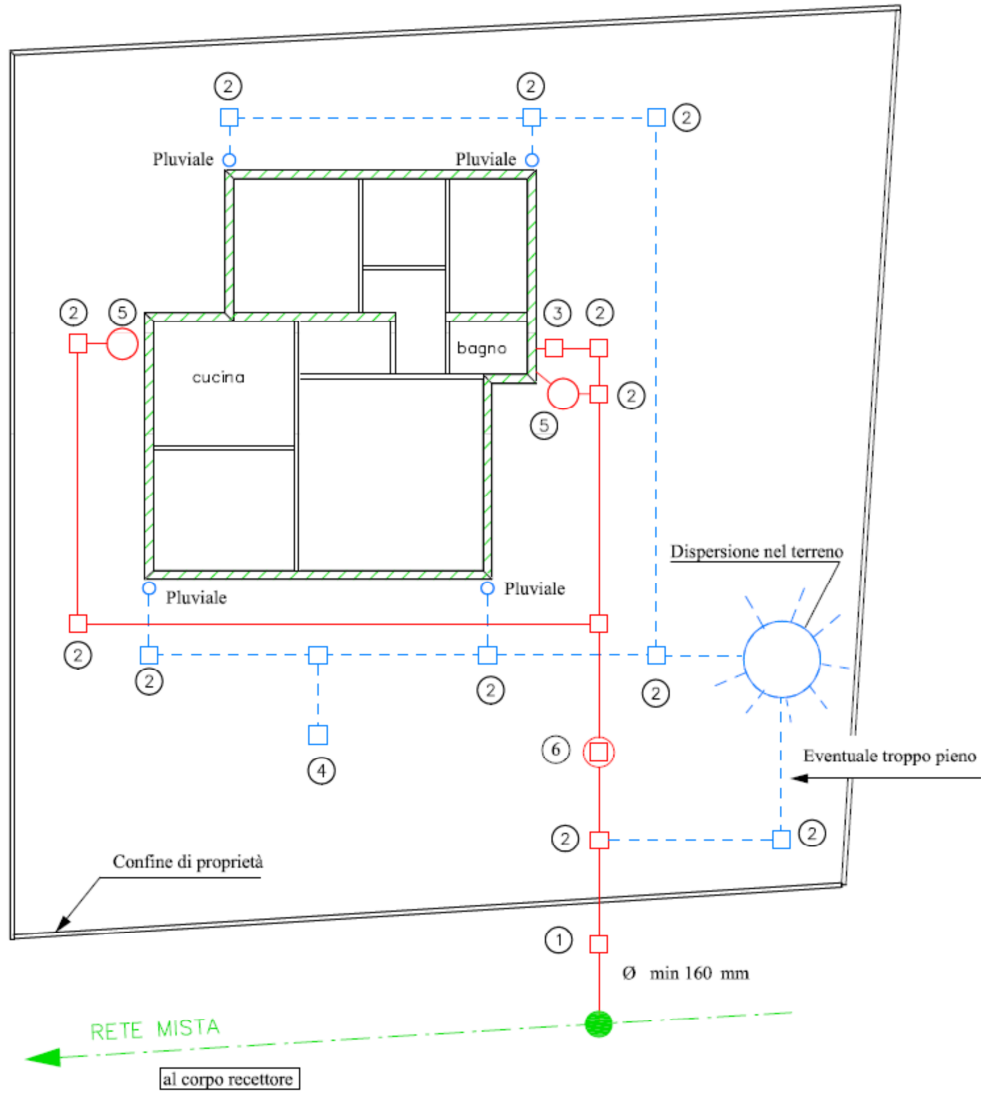 2
2
2
Pluviale
Pluviale
2
5
3
2
bagno
cucina
2
5
Dispersione nel terreno
Pluviale
Pluviale
2
2
2
2
6
Eventuale troppo pieno
4
2
2
Confine di proprietà
1
Ø min 160 mm
RETE MISTA
al corpo recettore